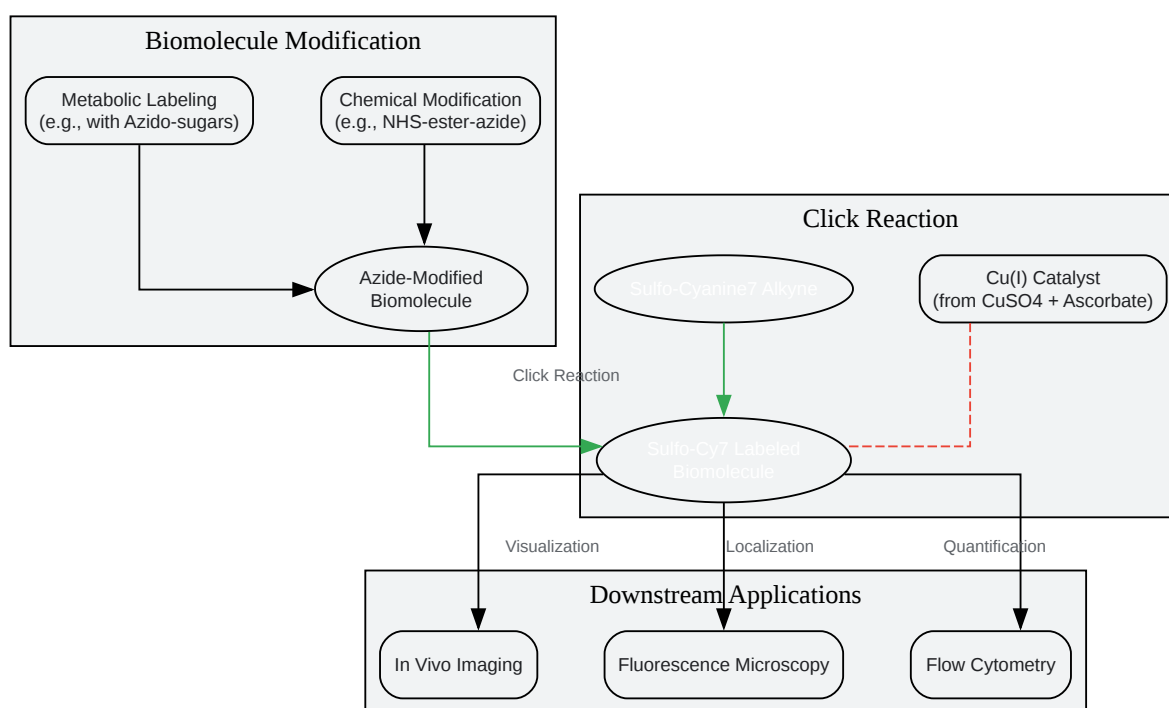 Biomolecule Modification
Metabolic Labeling
(e.g., with Azido-sugars)
Chemical Modification
(e.g., NHS-ester-azide)
Azide-Modified
Biomolecule
Click Reaction
Sulfo-Cyanine7 Alkyne
Cu(I) Catalyst
(from CuSO4 + Ascorbate)
Click Reaction
Sulfo-Cy7 Labeled
Biomolecule
Visualization
Localization
Quantification
Downstream Applications
In Vivo Imaging
Fluorescence Microscopy
Flow Cytometry